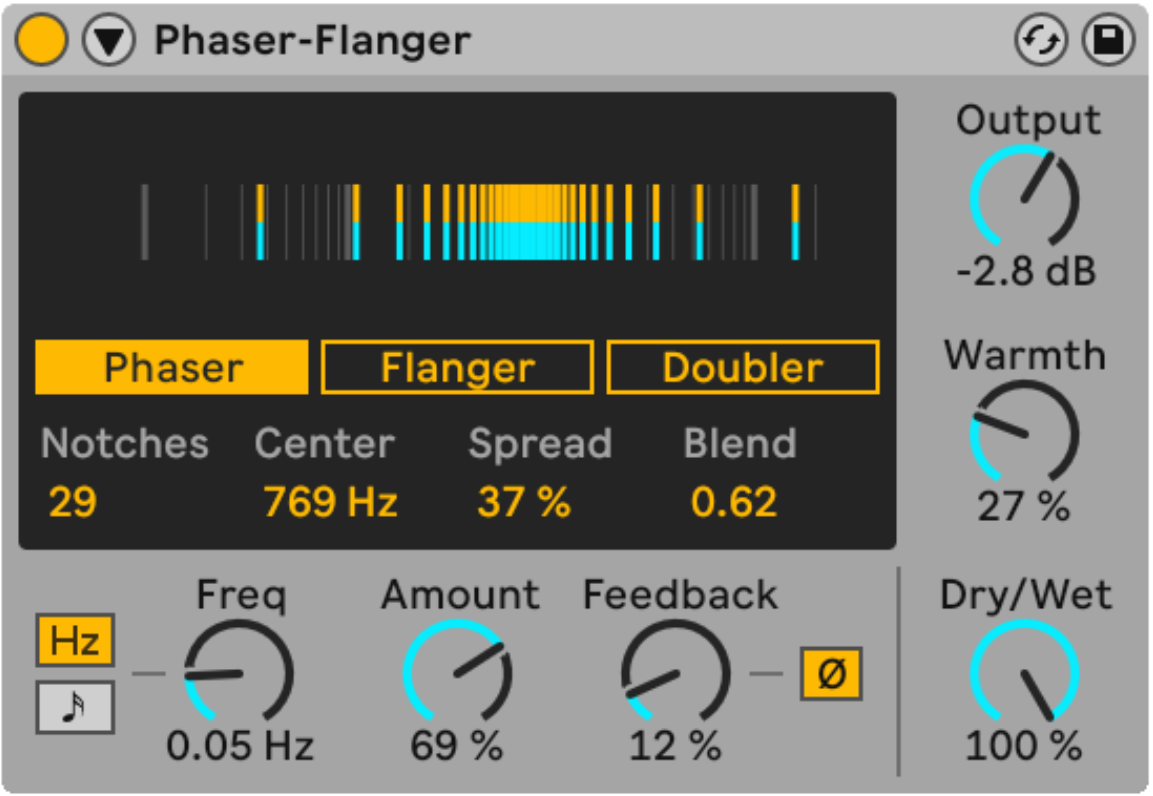 Phaser-Flanger
Output
-2.8 dB
Phaser Flanger Doubler
Warmth
Notches Center Spread Blend
29 769 Hz 37 % 0.62
27 %
Freq Amount Feedback Dry/Wet
Hz
Ø
0.05 Hz 69 % 12 % 100 %